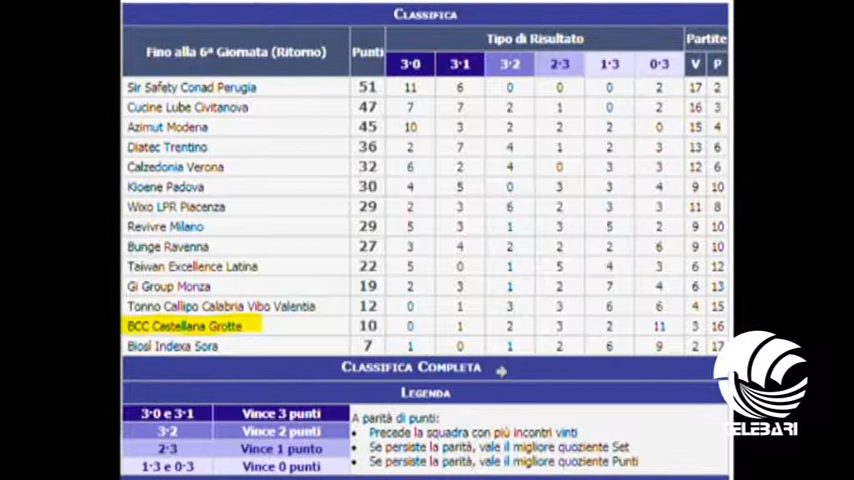 CLASSIFICA
Fino alla 6ª Giornata (Ritorno) Punti Tipo di Risultato Partite
3-0 3-1 3-2 2-3 1-3 0-3 V P
Sir Safety Conad Perugia 51 11 6 0 0 0 2 17 2
Cucine Lube Civitanova 47 7 7 2 1 0 2 16 3
Azimut Modena 45 10 3 2 2 2 0 15 4
Diatec Trentino 36 2 7 4 1 2 3 13 6
Calzedonia Verona 32 6 2 4 0 3 3 12 6
Kioene Padova 30 4 5 0 3 3 4 9 10
Wixo LPR Piacenza 29 2 3 6 2 3 3 11 8
Revivre Milano 29 5 3 1 3 5 2 9 10
Bunge Ravenna 27 3 4 2 2 2 6 9 10
Taiwan Excellence Latina 22 5 0 1 5 4 3 6 12
Gi Group Monza 19 2 3 1 2 7 4 6 13
Tonno Callipo Calabria Vibo Valentia 12 0 1 3 3 6 6 4 15
BCC Castellana Grotte 10 0 1 2 3 2 11 3 16
Biosì Indexa Sora 7 1 0 1 2 6 9 2 17
CLASSIFICA COMPLETA
LEGENDA
3-0 e 3-1 Vince 3 punti
3-2 Vince 2 punti
2-3 Vince 1 punto
1-3 e 0-3 Vince 0 punti
A parità di punti:
• Precede la squadra con più incontri vinti
• Se persiste la parità, vale il migliore quoziente Set
• Se persiste la parità, vale il migliore quoziente Punti
TELEBARI